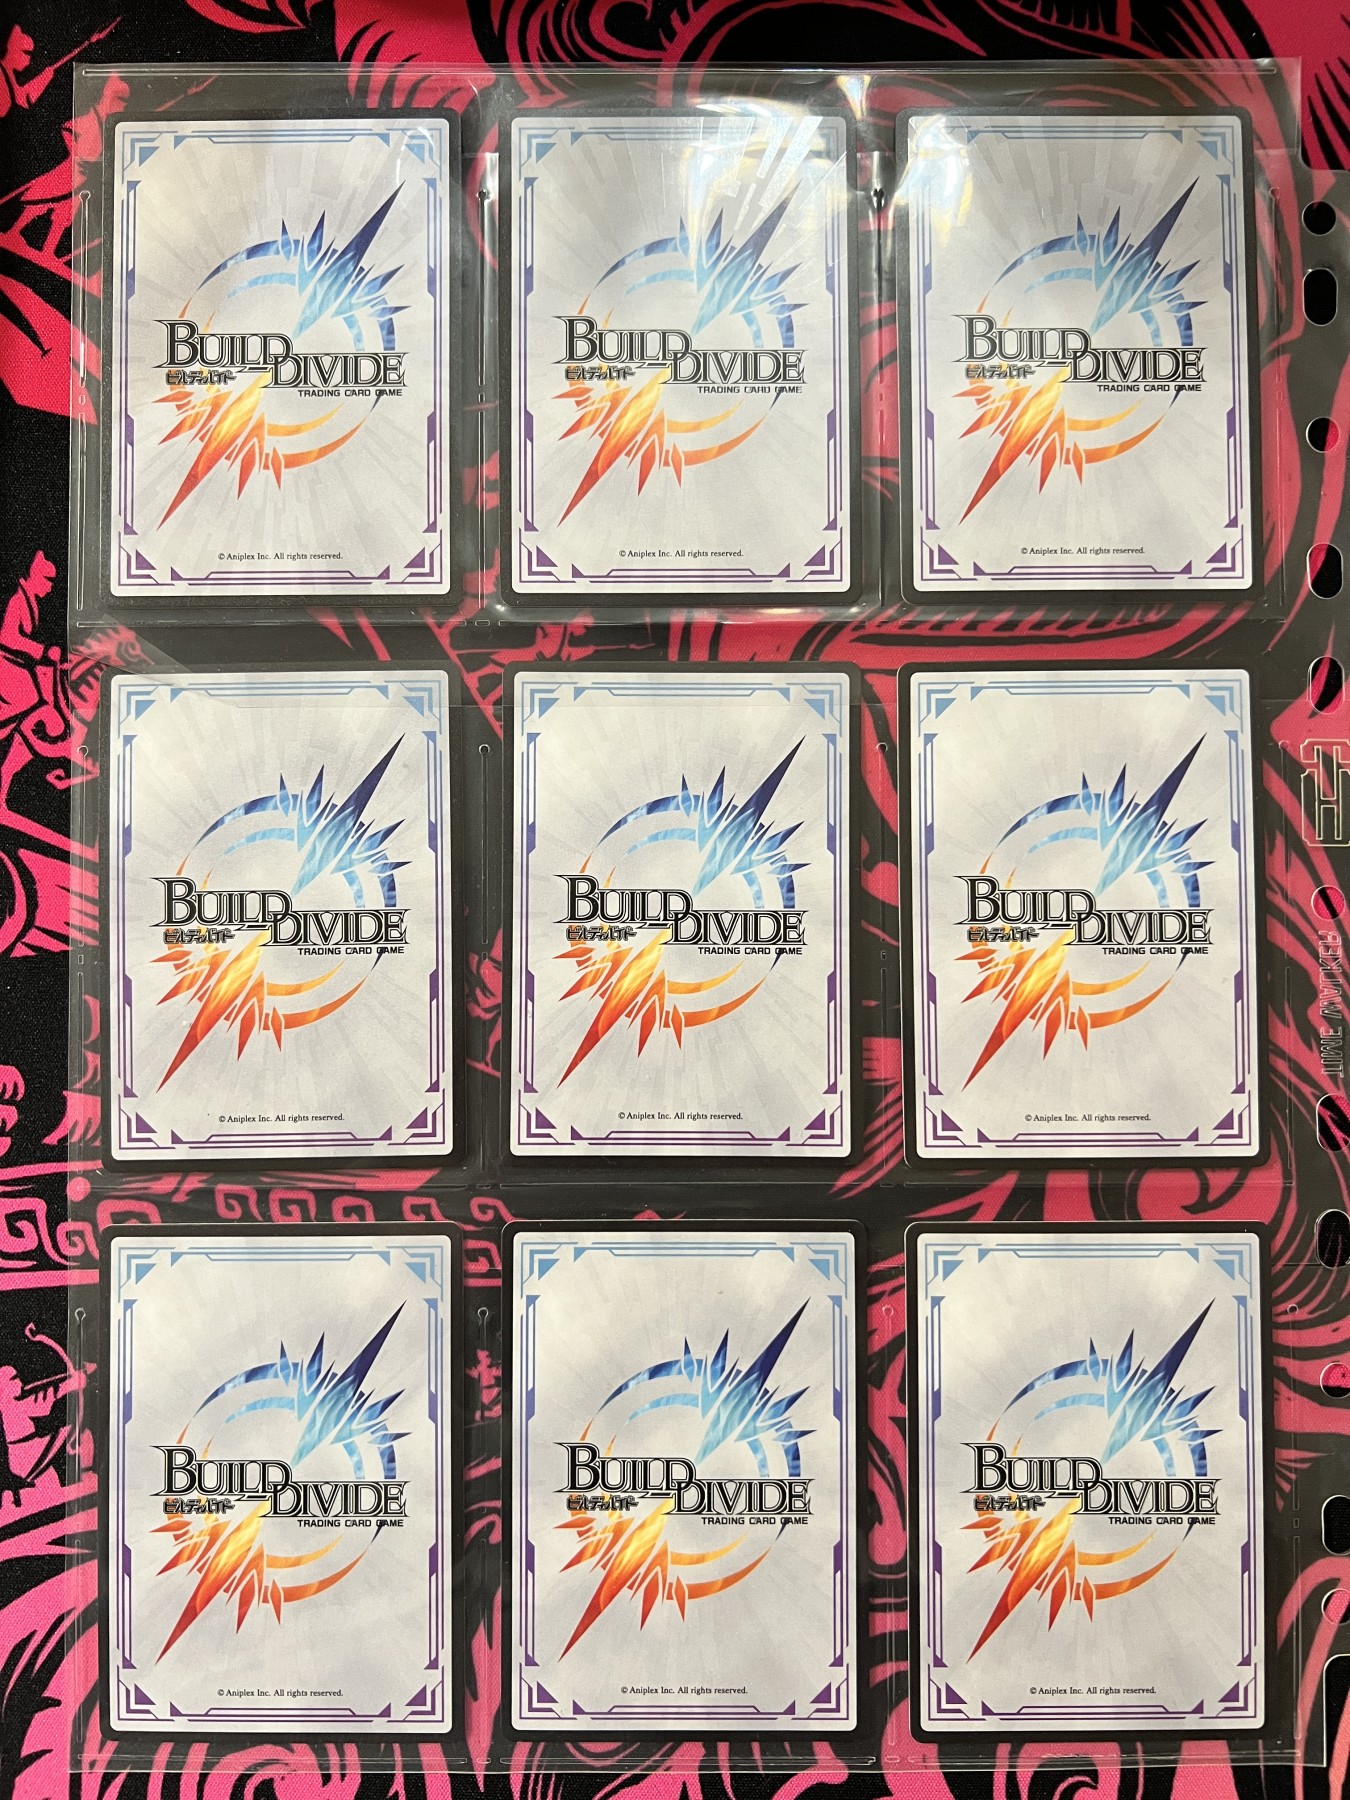 BUILD DIVIDE
ビルディバイド
TRADING CARD GAME
© Aniplex Inc. All rights reserved.
BUILD DIVIDE
ビルディバイド
TRADING CARD GAME
© Aniplex Inc. All rights reserved.
BUILD DIVIDE
ビルディバイド
TRADING CARD GAME
© Aniplex Inc. All rights reserved.
BUILD DIVIDE
ビルディバイド
TRADING CARD GAME
© Aniplex Inc. All rights reserved.
BUILD DIVIDE
ビルディバイド
TRADING CARD GAME
© Aniplex Inc. All rights reserved.
BUILD DIVIDE
ビルディバイド
TRADING CARD GAME
© Aniplex Inc. All rights reserved.
BUILD DIVIDE
ビルディバイド
TRADING CARD GAME
© Aniplex Inc. All rights reserved.
BUILD DIVIDE
ビルディバイド
TRADING CARD GAME
© Aniplex Inc. All rights reserved.
BUILD DIVIDE
ビルディバイド
TRADING CARD GAME
© Aniplex Inc. All rights reserved.
TIME WALKER